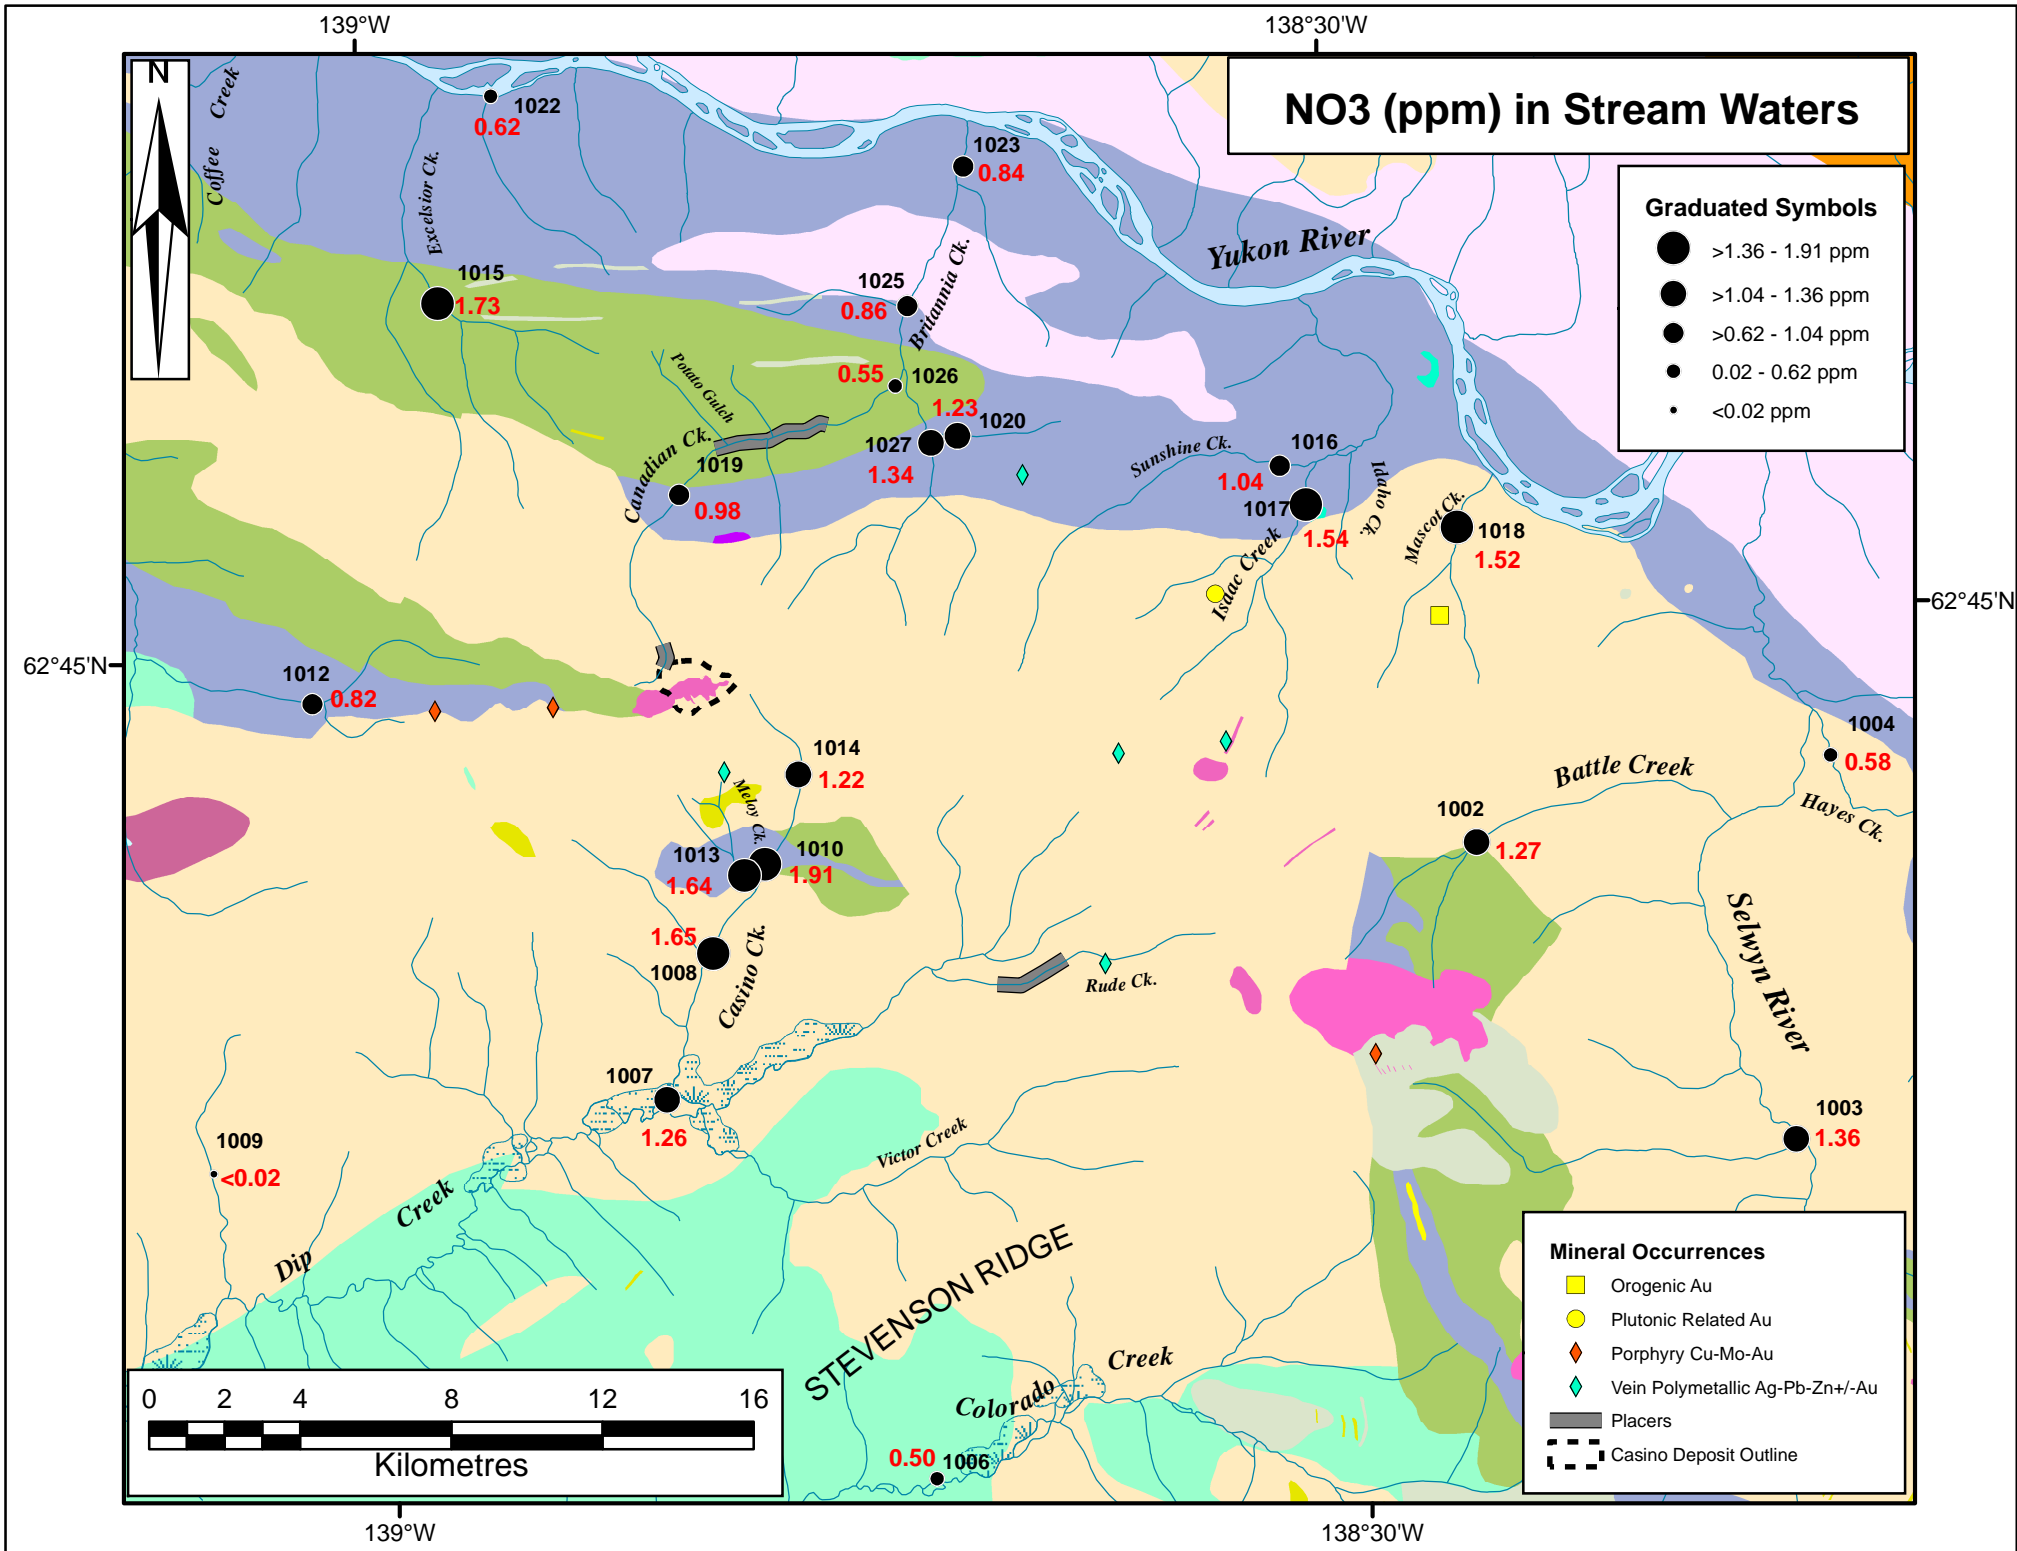 139°W
138°30'W
NO3 (ppm) in Stream Waters
N
Coffee Creek
1022
0.62
Excelsior Ck.
1023
0.84
Graduated Symbols
>1.36 - 1.91 ppm
>1.04 - 1.36 ppm
>0.62 - 1.04 ppm
0.02 - 0.62 ppm
<0.02 ppm
Yukon River
1015
1.73
1025
0.86
Britannia Ck.
Potato Gulch
0.55
1026
1.23
1020
1027
1.34
Canadian Ck.
1019
0.98
Sunshine Ck.
1016
1.04
1017
1.54
Idaho Ck.
Isaac Creek
Mascot Ck.
1018
1.52
62°45'N
62°45'N
1012
0.82
1014
1.22
Meloy Ck.
1013
1.64
1010
1.91
1004
0.58
Battle Creek
Hayes Ck.
1002
1.27
Selwyn River
1.65
1008
Casino Ck.
Rude Ck.
1007
1.26
1003
1.36
1009
<0.02
Victor Creek
Dip Creek
STEVENSON RIDGE
Colorado Creek
0.50
1006
Mineral Occurrences
Orogenic Au
Plutonic Related Au
Porphyry Cu-Mo-Au
Vein Polymetallic Ag-Pb-Zn+/-Au
Placers
Casino Deposit Outline
0 2 4 8 12 16
Kilometres
139°W
138°30'W